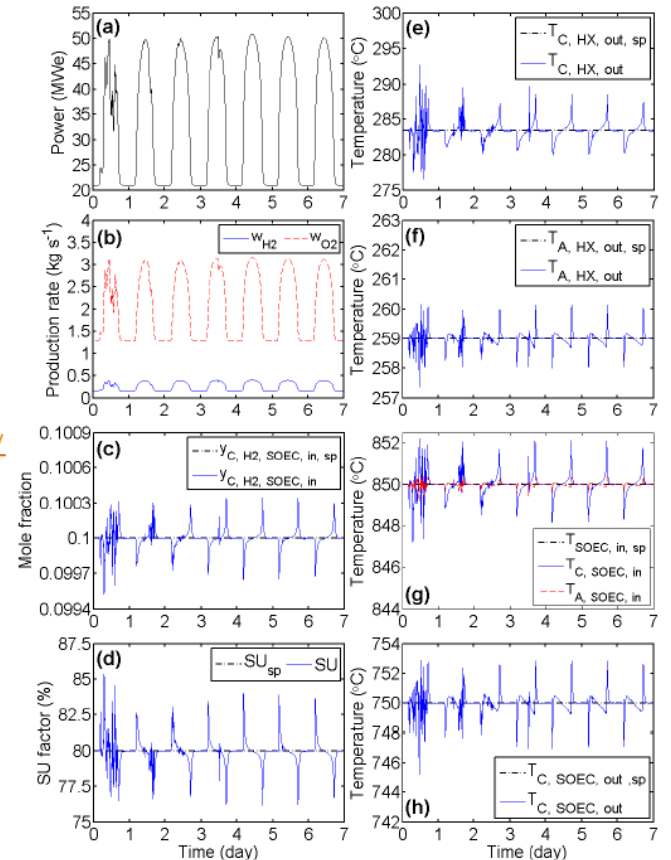 (a)
Power (MWe)
55
50
45
40
35
30
25
20
0 1 2 3 4 5 6 7
(b)
w_H2 w_O2
Production rate (kg s⁻¹)
4
3.5
3
2.5
2
1.5
1
0.5
0
0 1 2 3 4 5 6 7
(c)
y_C, H2, SOEC, in, sp
y_C, H2, SOEC, in
Mole fraction
0.1009
0.1006
0.1003
0.1
0.0997
0.0994
0 1 2 3 4 5 6 7
(d)
SU_sp SU
SU factor (%)
87.5
85
82.5
80
77.5
75
0 1 2 3 4 5 6 7
Time (day)
(e)
T_C, HX, out, sp
T_C, HX, out
Temperature (°C)
300
295
290
285
280
275
0 1 2 3 4 5 6 7
(f)
T_A, HX, out, sp
T_A, HX, out
Temperature (°C)
263
262
261
260
259
258
257
0 1 2 3 4 5 6 7
Temperature (°C)
852
850
848
846
844
T_SOEC, in, sp
T_C, SOEC, in
T_A, SOEC, in
(g)
0 1 2 3 4 5 6 7
Temperature (°C)
754
752
750
748
746
744
742
T_C, SOEC, out ,sp
T_C, SOEC, out
(h)
0 1 2 3 4 5 6 7
Time (day)